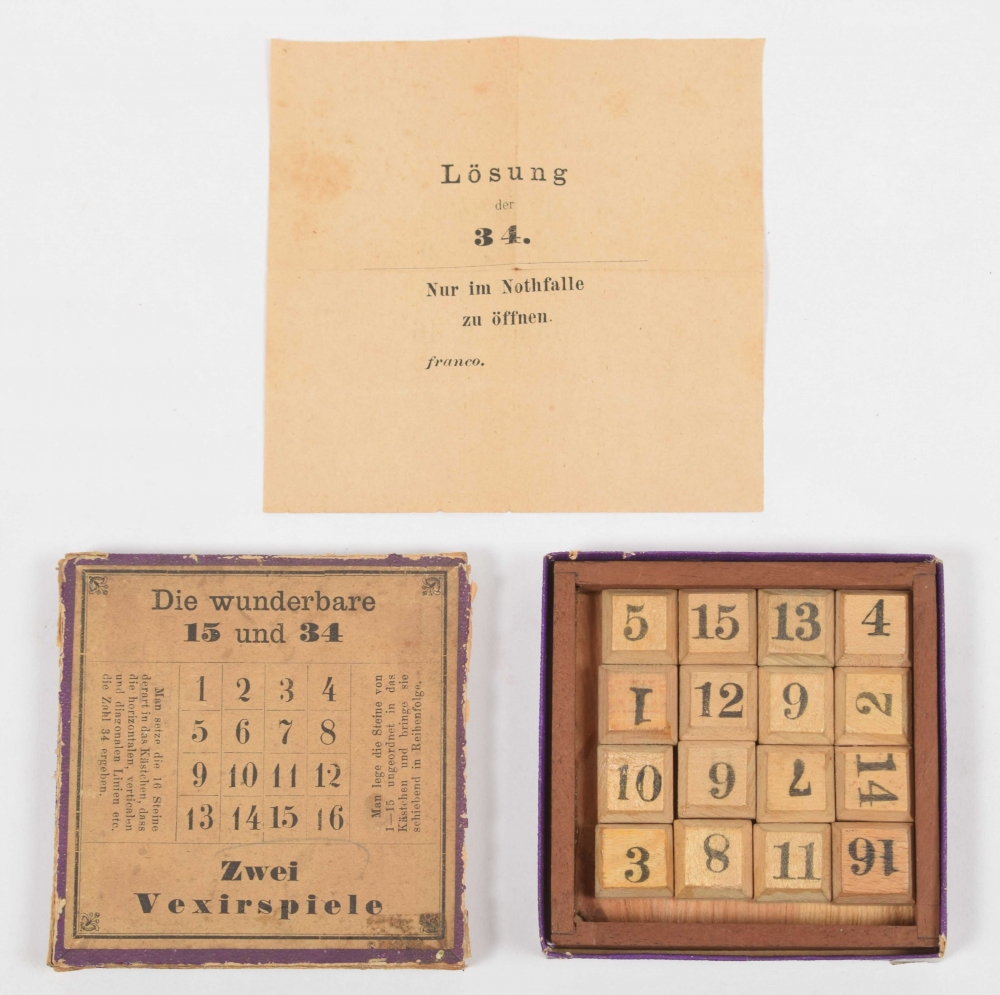 Lösung
der
34.
Nur im Nothfalle
zu öffnen.
franco.
Die wunderbare
15 und 34
Man setze die 16 Steine
derart in das Kästchen, dass
die horizontalen, verticalen
und diagonalen Linien etc.
die Zahl 34 ergeben.
1 2 3 4
5 6 7 8
9 10 11 12
13 14 15 16
Man lege die Steine von
1—15 ungeordnet in das
Kästchen und bringe sie
schiebend in Reihenfolge.
Zwei
Vexirspiele
5 15 13 4
1 12 9 2
10 9 7 14
3 8 11 16